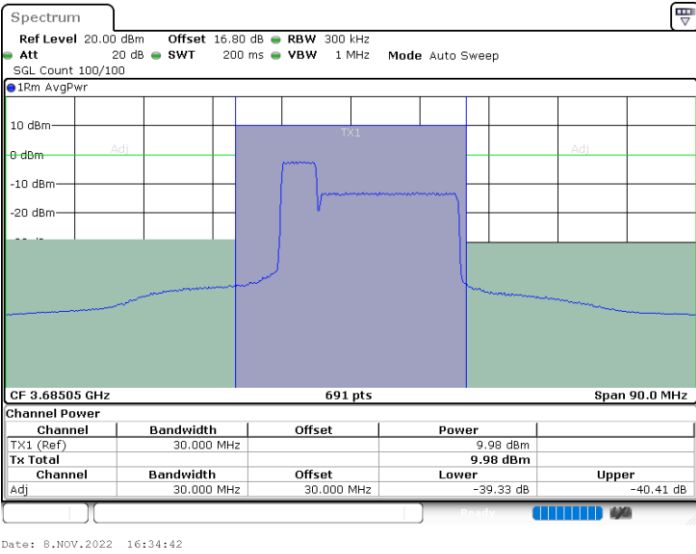 Spectrum
Ref Level 20.00 dBm Offset 16.80 dB RBW 300 kHz
Att 20 dB SWT 200 ms VBW 1 MHz Mode Auto Sweep
SGL Count 100/100
1Rm AvgPwr
10 dBm
TX1
0 dBm Adj Adj
-10 dBm
-20 dBm
CF 3.68505 GHz 691 pts Span 90.0 MHz
Channel Power
Channel Bandwidth Offset Power
TX1 (Ref) 30.000 MHz 9.98 dBm
Tx Total 9.98 dBm
Channel Bandwidth Offset Lower Upper
Adj 30.000 MHz 30.000 MHz -39.33 dB -40.41 dB
Ready
Date: 8.NOV.2022 16:34:42